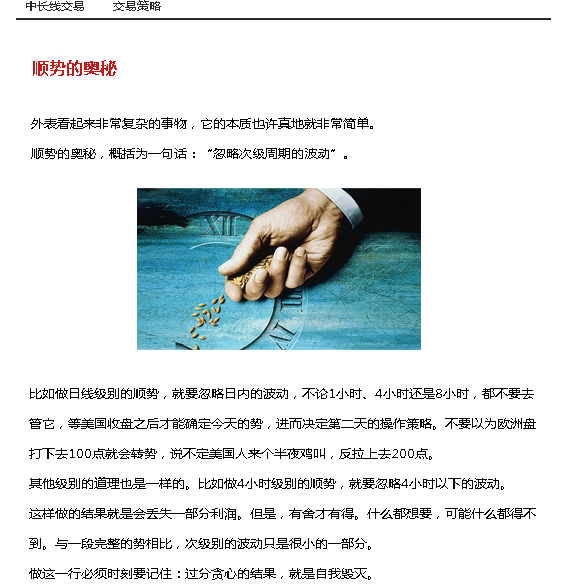 中长线交易 交易策略
顺势的奥秘
外表看起来非常复杂的事物，它的本质也许真地就非常简单。
顺势的奥秘，概括为一句话：“忽略次级周期的波动”。
XII
比如做日线级别的顺势，就要忽略日内的波动，不论1小时、4小时还是8小时，都不要去
管它，等美国收盘之后才能确定今天的势，进而决定第二天的操作策略。不要以为欧洲盘
打下去100点就会转势，说不定美国人来个半夜鸡叫，反拉上去200点。
其他级别的道理也是一样的。比如做4小时级别的顺势，就要忽略4小时以下的波动。
这样做的结果就是会丢失一部分利润。但是，有舍才有得。什么都想要，可能什么都得不
到。与一段完整的势相比，次级别的波动只是很小的一部分。
做这一行必须时刻要记住：过分贪心的结果，就是自我毁灭。